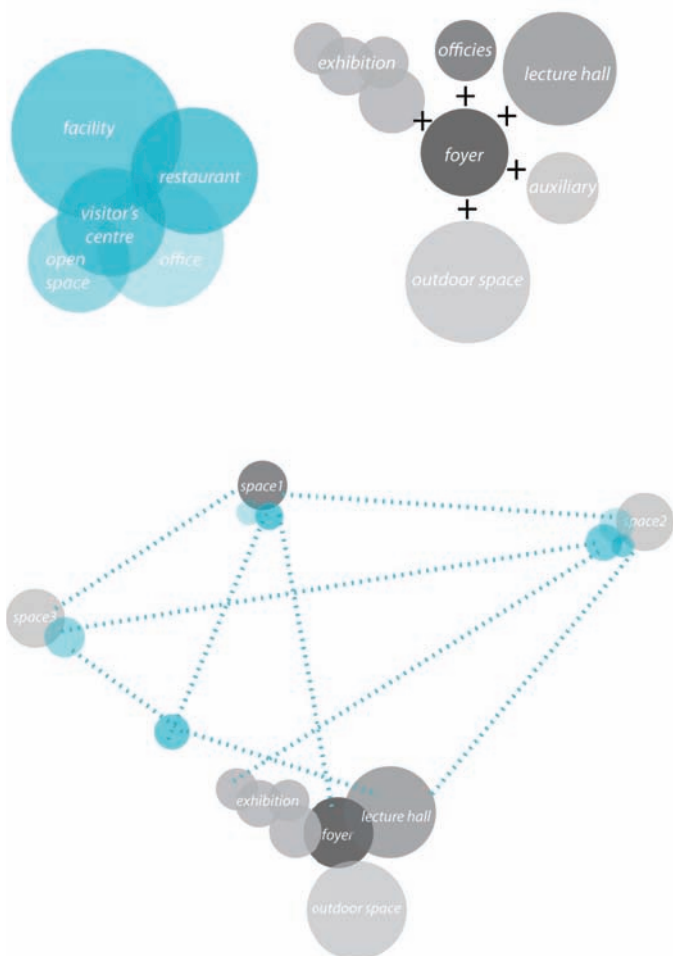 facility
restaurant
visitor's
centre
open
space
office
exhibition
officies
lecture hall
foyer
auxiliary
outdoor space
space1
space2
space3
exhibition
lecture hall
foyer
outdoor space